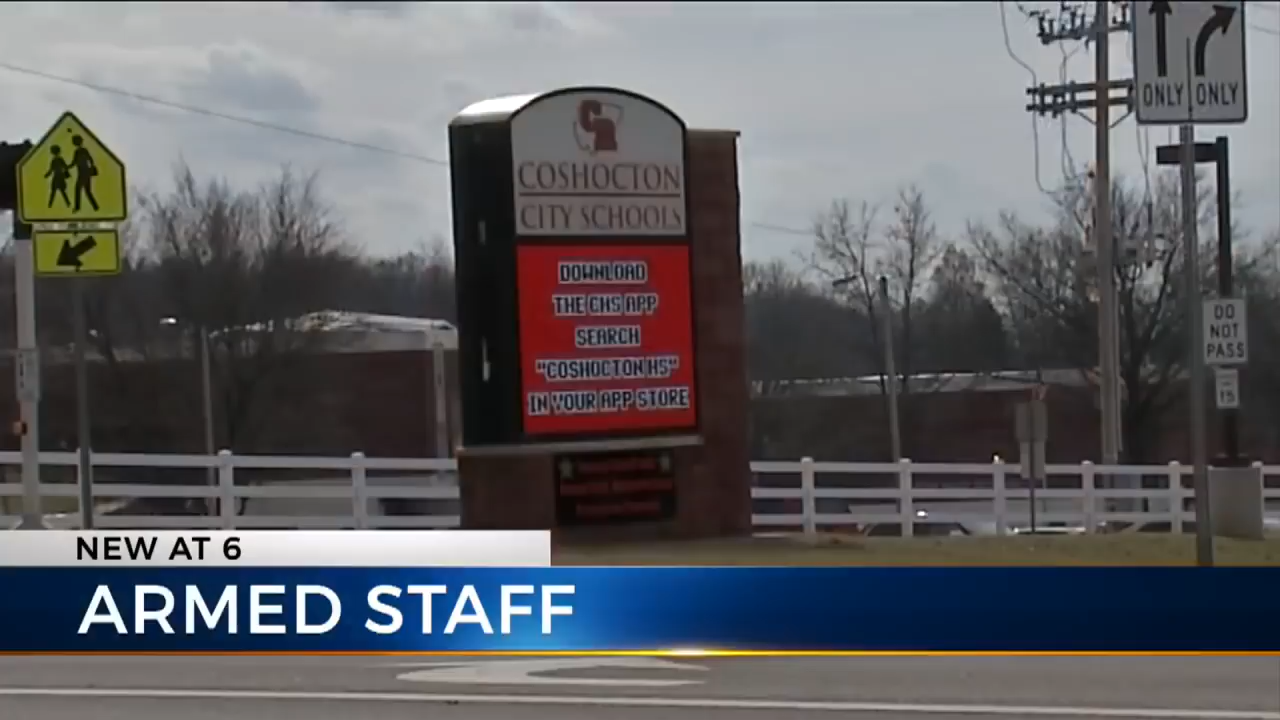 ONLY ONLY
COSHOCTON
CITY SCHOOLS
DOWNLOAD
THE CHS APP
SEARCH
"COSHOCTON HS"
IN YOUR APP STORE
DO
NOT
PASS
15
NEW AT 6
ARMED STAFF